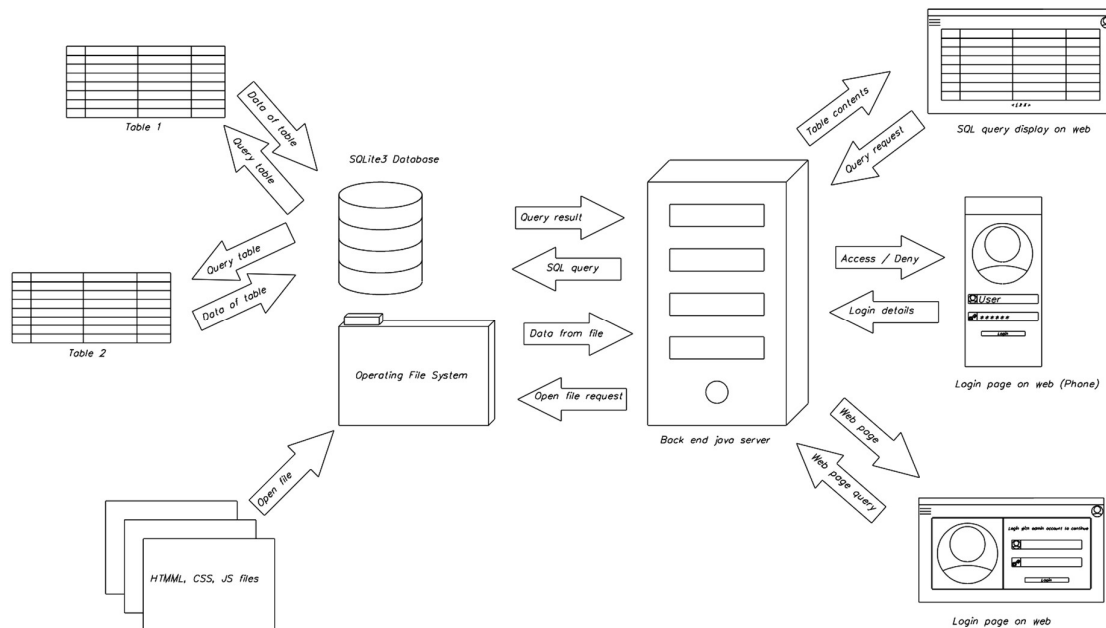 Table 1
Data of table
Query table
SQLite3 Database
Query table
Data of table
Table 2
Operating File System
Open file
HTMML, CSS, JS files
Query result
SQL query
Data from file
Open file request
Back end java server
Table contents
Query request
SQL query display on web
Access / Deny
Login details
User
******
Login
Login page on web (Phone)
Web page
Web page query
Login
Login page on web